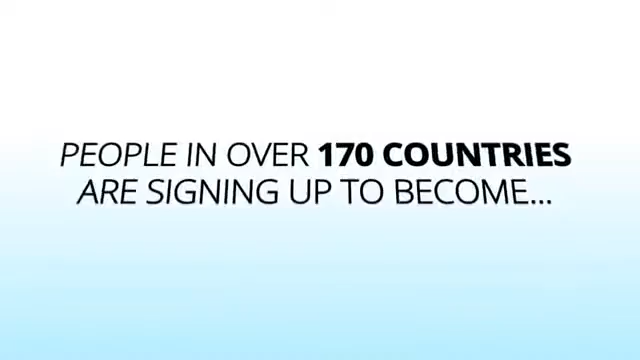 PEOPLE IN OVER 170 COUNTRIES
ARE SIGNING UP TO BECOME...